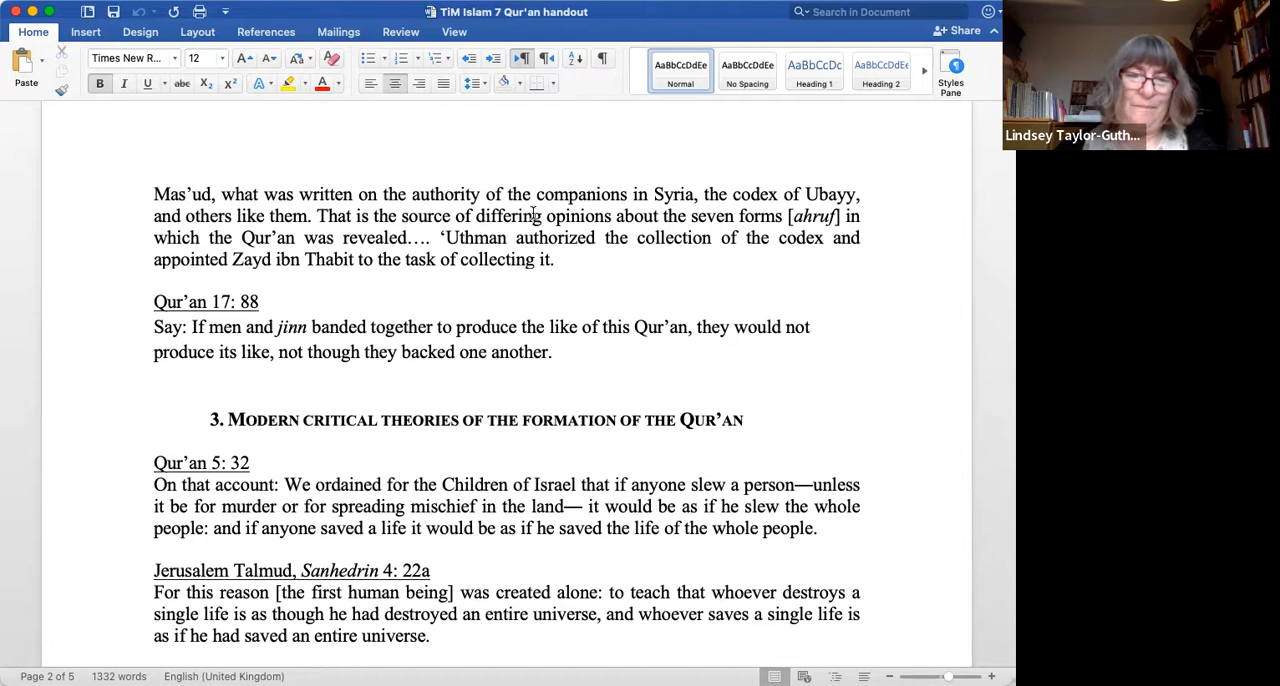 TiM Islam 7 Qur'an handout
Search in Document
Home Insert Design Layout References Mailings Review View
Share
Paste
Times New R... 12
AaBbCcDdEe AaBbCcDdEe AaBbCcDc AaBbCcDdEe
Normal No Spacing Heading 1 Heading 2
Styles
Pane
Lindsey Taylor-Guth...
Mas’ud, what was written on the authority of the companions in Syria, the codex of Ubayy,
and others like them. That is the source of differing opinions about the seven forms [ahruf] in
which the Qur’an was revealed…. ‘Uthman authorized the collection of the codex and
appointed Zayd ibn Thabit to the task of collecting it.
Qur’an 17: 88
Say: If men and jinn banded together to produce the like of this Qur’an, they would not
produce its like, not though they backed one another.
3. MODERN CRITICAL THEORIES OF THE FORMATION OF THE QUR’AN
Qur’an 5: 32
On that account: We ordained for the Children of Israel that if anyone slew a person—unless
it be for murder or for spreading mischief in the land— it would be as if he slew the whole
people: and if anyone saved a life it would be as if he saved the life of the whole people.
Jerusalem Talmud, Sanhedrin 4: 22a
For this reason [the first human being] was created alone: to teach that whoever destroys a
single life is as though he had destroyed an entire universe, and whoever saves a single life is
as if he had saved an entire universe.
Page 2 of 5 1332 words English (United Kingdom)